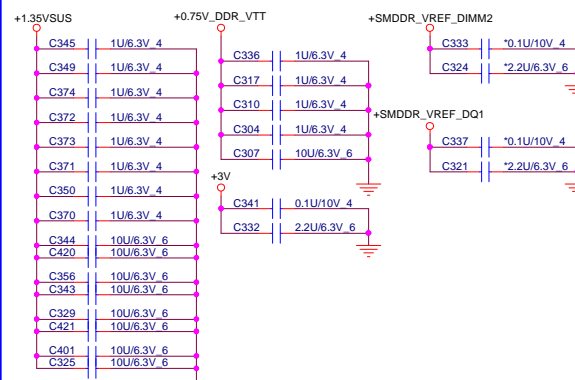 +1.35VSUS
C345 1U/6.3V_4
C349 1U/6.3V_4
C374 1U/6.3V_4
C372 1U/6.3V_4
C373 1U/6.3V_4
C371 1U/6.3V_4
C350 1U/6.3V_4
C370 1U/6.3V_4
C344 10U/6.3V_6
C420 10U/6.3V_6
C356 10U/6.3V_6
C343 10U/6.3V_6
C329 10U/6.3V_6
C421 10U/6.3V_6
C401 10U/6.3V_6
C325 10U/6.3V_6
+0.75V_DDR_VTT
C336 1U/6.3V_4
C317 1U/6.3V_4
C310 1U/6.3V_4
C304 1U/6.3V_4
C307 10U/6.3V_6
+3V
C341 0.1U/10V_4
C332 2.2U/6.3V_6
+SMDDR_VREF_DIMM2
C333 *0.1U/10V_4
C324 *2.2U/6.3V_6
+SMDDR_VREF_DQ1
C337 *0.1U/10V_4
C321 *2.2U/6.3V_6